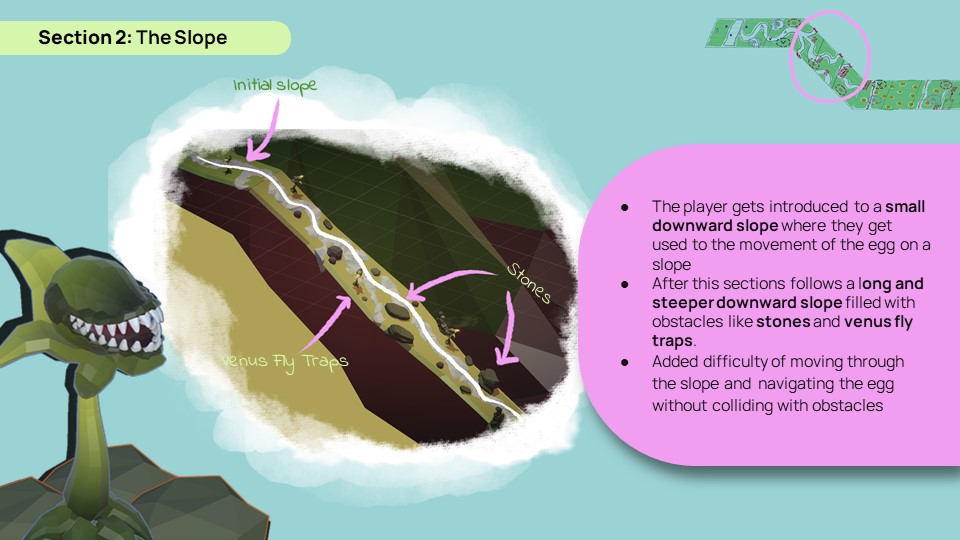 Section 2: The Slope
Initial slope
Stones
Venus Fly Traps
● The player gets introduced to a small
downward slope where they get
used to the movement of the egg on a
slope
● After this sections follows a long and
steeper downward slope filled with
obstacles like stones and venus fly
traps.
● Added difficulty of moving through
the slope and navigating the egg
without colliding with obstacles